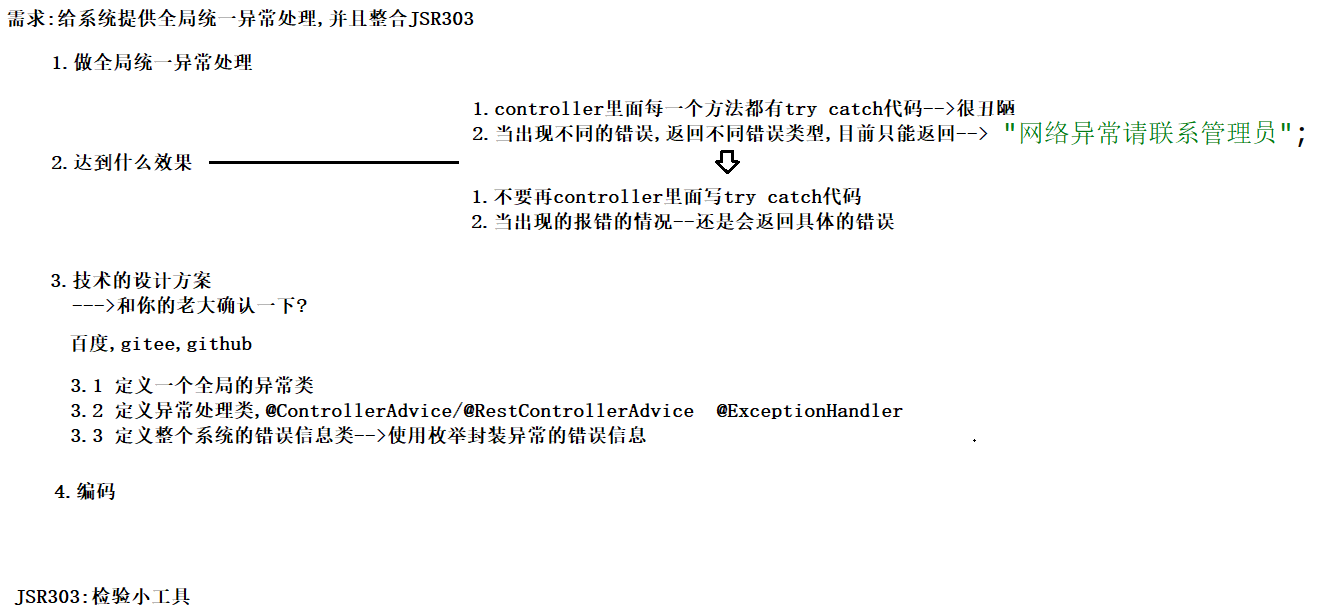 需求:给系统提供全局统一异常处理,并且整合JSR303
1.做全局统一异常处理
1.controller里面每一个方法都有try catch代码-->很丑陋
2.当出现不同的错误,返回不同错误类型,目前只能返回--> "网络异常请联系管理员";
2.达到什么效果
1.不要再controller里面写try catch代码
2.当出现的报错的情况--还是会返回具体的错误
3.技术的设计方案
--->和你的老大确认一下?
百度,gitee,github
3.1 定义一个全局的异常类
3.2 定义异常处理类,@ControllerAdvice/@RestControllerAdvice @ExceptionHandler
3.3 定义整个系统的错误信息类-->使用枚举封装异常的错误信息
4.编码
JSR303:检验小工具